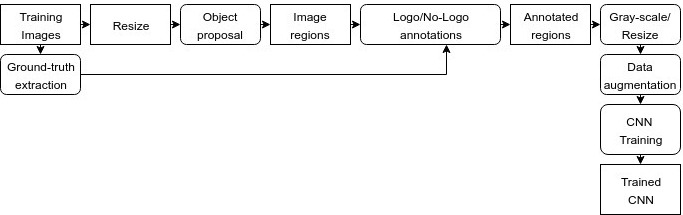 Training
Images
Resize
Object
proposal
Image
regions
Logo/No-Logo
annotations
Annotated
regions
Gray-scale/
Resize
Ground-truth
extraction
Data
augmentation
CNN
Training
Trained
CNN